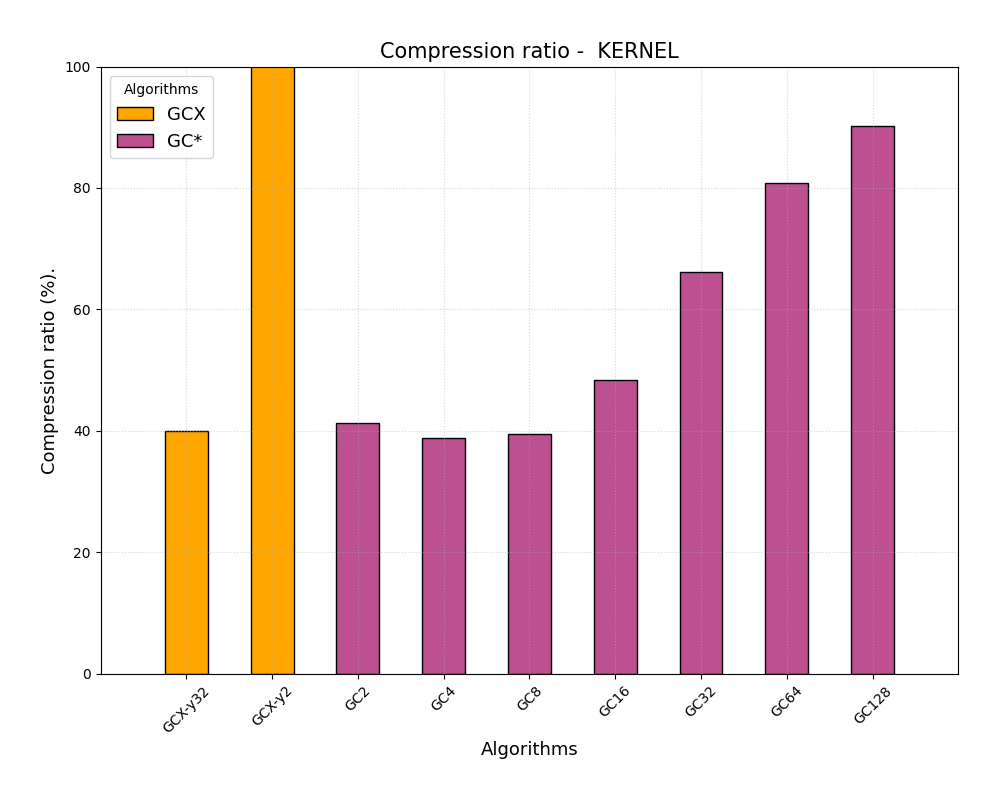 Compression ratio -  KERNEL
Algorithms
GCX
GC*
Compression ratio (%).
100
80
60
40
20
0
GCX-y32
GCX-y2
GC2
GC4
GC8
GC16
GC32
GC64
GC128
Algorithms